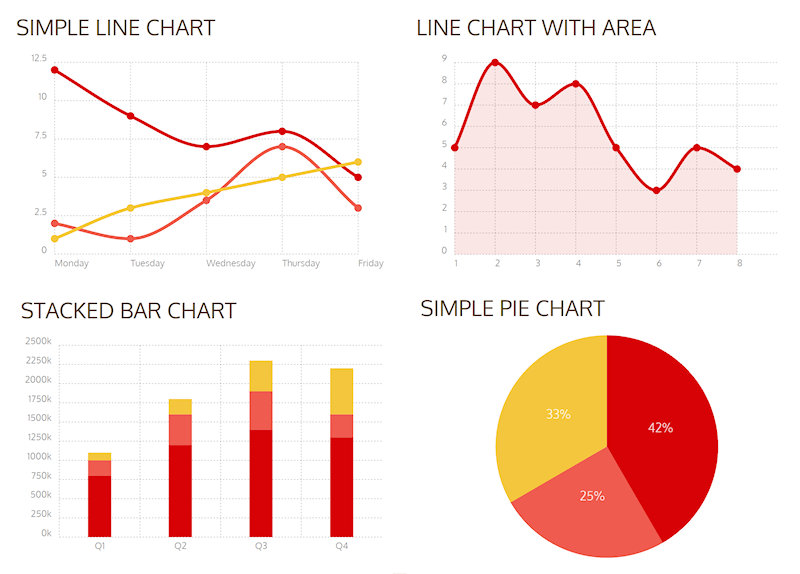 SIMPLE LINE CHART
12.5
10
7.5
5
2.5
0
Monday Tuesday Wednesday Thursday Friday
LINE CHART WITH AREA
9
8
7
6
5
4
3
2
1
0
1 2 3 4 5 6 7 8
STACKED BAR CHART
2500k
2250k
2000k
1750k
1500k
1250k
1000k
750k
500k
250k
0k
Q1 Q2 Q3 Q4
SIMPLE PIE CHART
33%
42%
25%